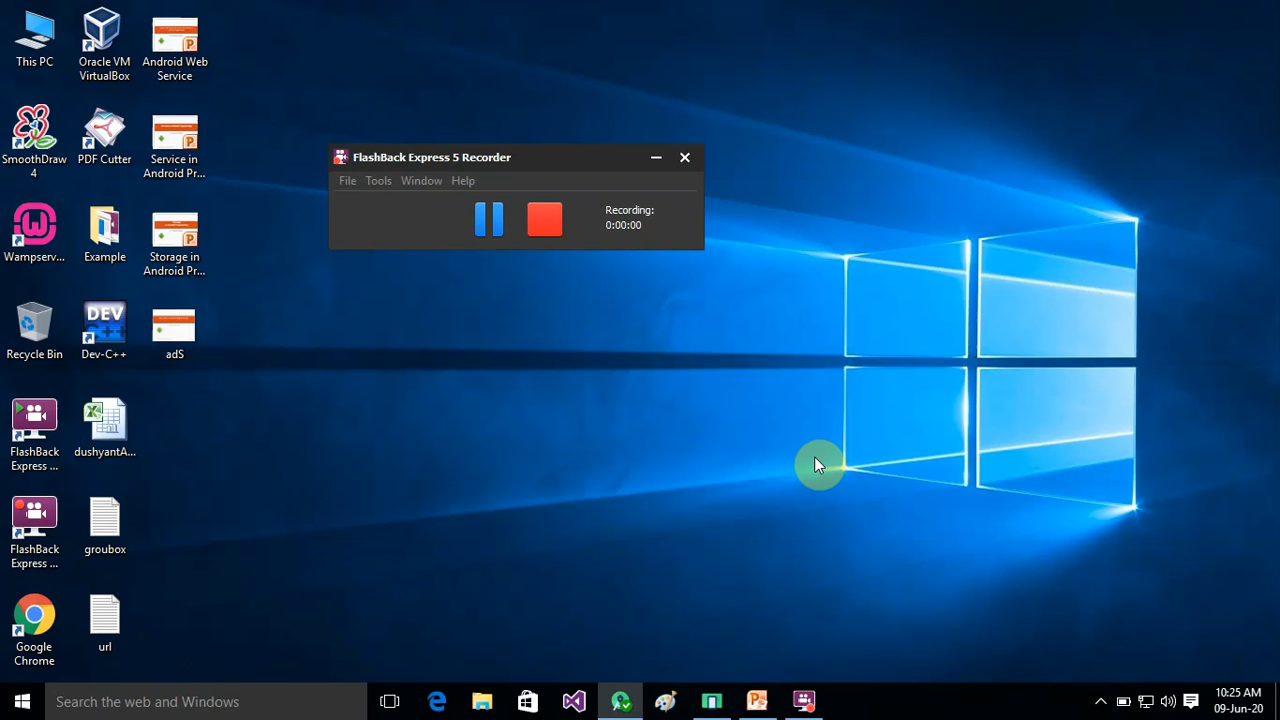 This PC
Oracle VM
VirtualBox
Android Web
Service
SmoothDraw
4
PDF Cutter
Service in
Android Pr...
Wampserv...
Example
Storage in
Android Pr...
Recycle Bin
DEV
C++
Dev-C++
adS
FlashBack
Express ...
dushyantA...
FlashBack
Express ...
groubox
Google
Chrome
url
FlashBack Express 5 Recorder
File Tools Window Help
Recording:
0:00:00
Search the web and Windows
10:29 AM
09-Jun-20